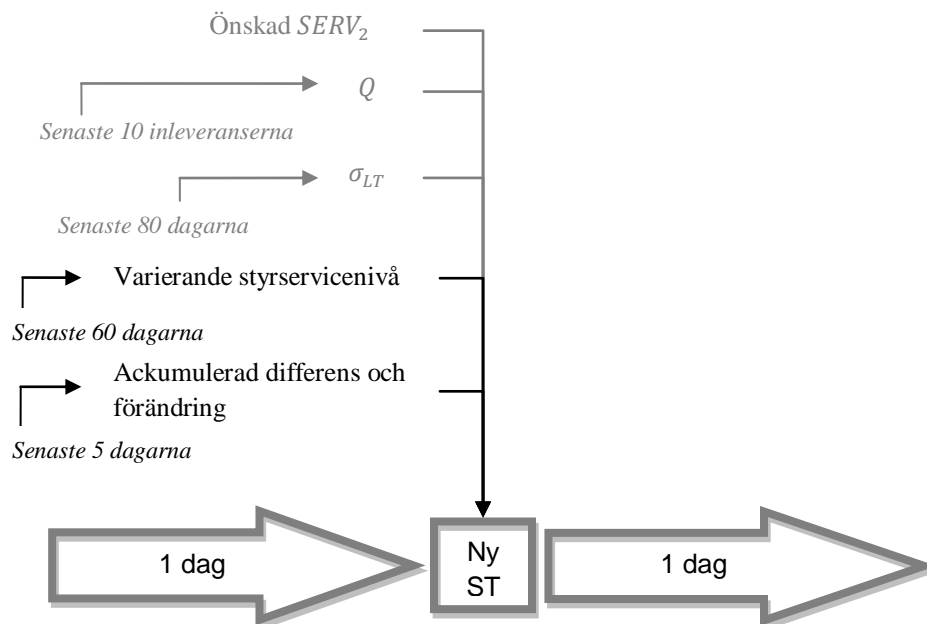 Önskad SERV₂
Q
Senaste 10 inleveranserna
σ_LT
Senaste 80 dagarna
Varierande styrservicenivå
Senaste 60 dagarna
Ackumulerad differens och
förändring
Senaste 5 dagarna
1 dag
Ny
ST
1 dag